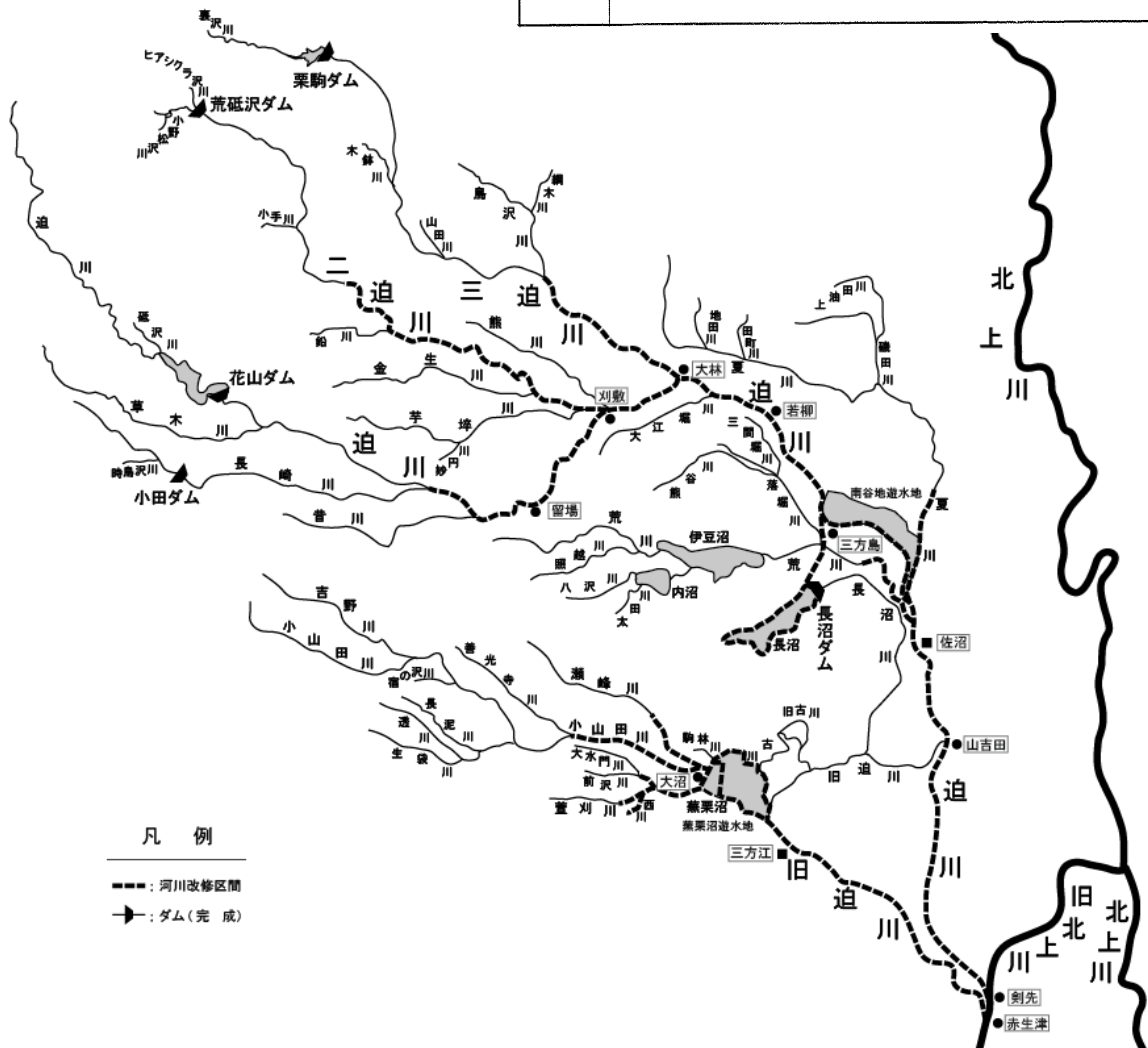 裏沢川
栗駒ダム
ヒアシクラ沢川
荒砥沢ダム
小野松沢川
木鉢川
鳥沢川
綱木川
小手川
山田川
二迫川
三迫川
迫川
砥沢川
花山ダム
草木川
時島沢川
小田ダム
長崎川
昔川
迫川
鉛川
金生川
熊川
芋埣川
妙円川
刈敷
大林
留場
大江堀川
地田川
田町川
夏川
上油田川
磯田川
北上川
迫川
若柳
三間堀川
熊谷川
落堀川
南谷地遊水地
夏川
三方島
荒川
照越川
八沢川
太田川
伊豆沼
内沼
荒川
長沼川
長沼ダム
長沼
佐沼
吉野川
小山田川
宿の沢川
善光寺川
瀬峰川
長泥川
透川
生袋川
小山田川
大水門川
前沢川
萱刈川
西川
大沼
駒林川
旧古川
古川
蕪栗沼
蕪栗沼遊水地
旧迫川
山吉田
三方江
旧迫川
迫川
旧北上川
北上川
剣先
赤生津
凡 例
：河川改修区間
：ダム（完 成）